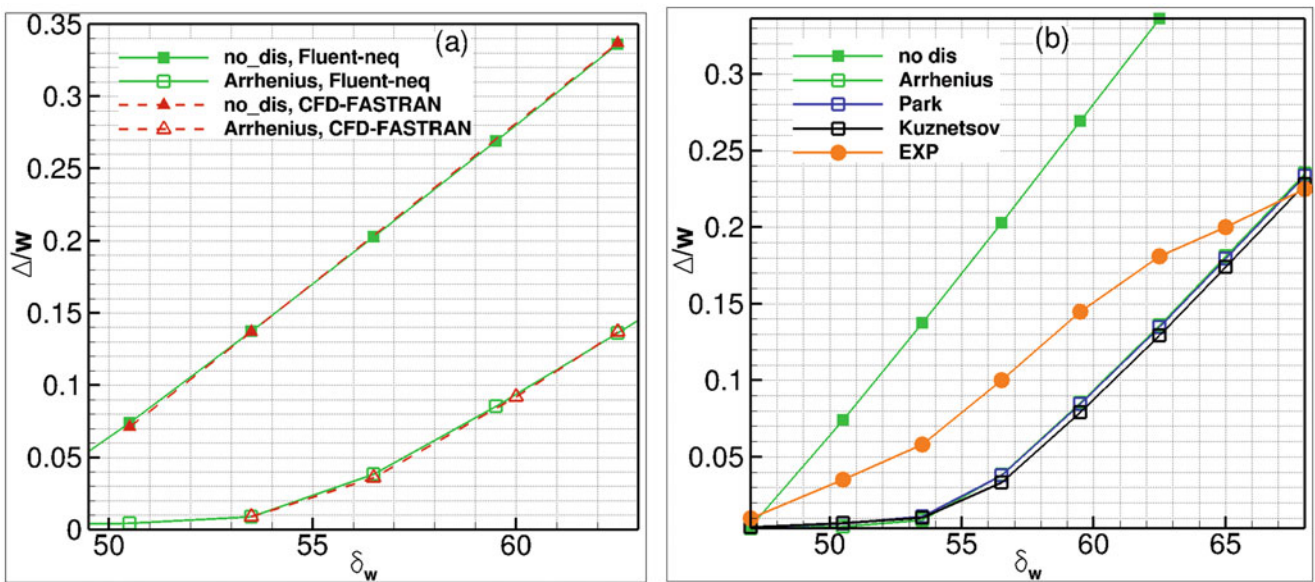 (a)
no_dis, Fluent-neq
Arrhenius, Fluent-neq
no_dis, CFD-FASTRAN
Arrhenius, CFD-FASTRAN
0.35
0.3
0.25
0.2
0.15
0.1
0.05
0
Δ/w
50
55
60
δw
(b)
no dis
Arrhenius
Park
Kuznetsov
EXP
0.3
0.25
0.2
0.15
0.1
0.05
Δ/w
50
55
60
65
δw